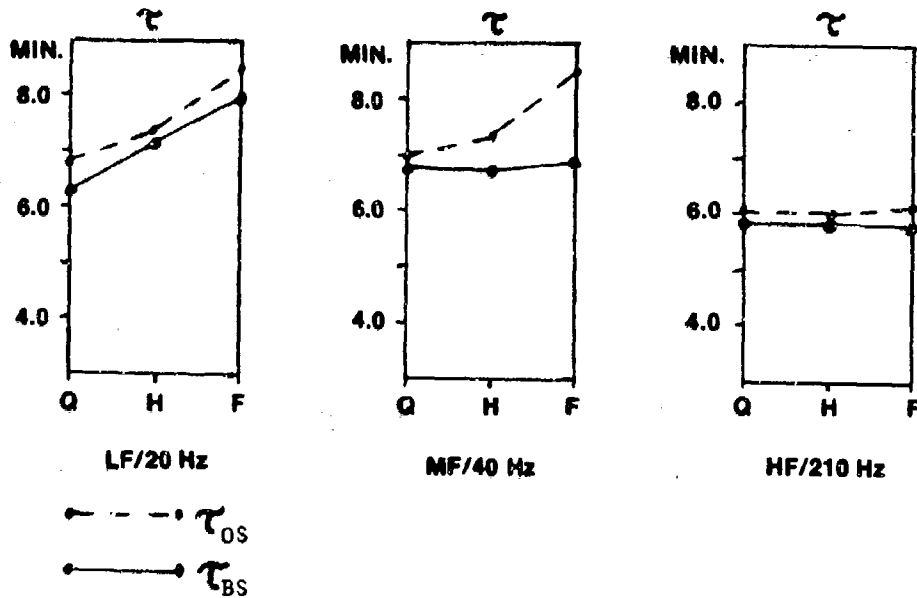 τ
MIN.
8.0
6.0
4.0
Q H F
LF/20 Hz
τ
MIN.
8.0
6.0
4.0
Q H F
MF/40 Hz
τ
MIN.
8.0
6.0
4.0
Q H F
HF/210 Hz
τOS
τBS